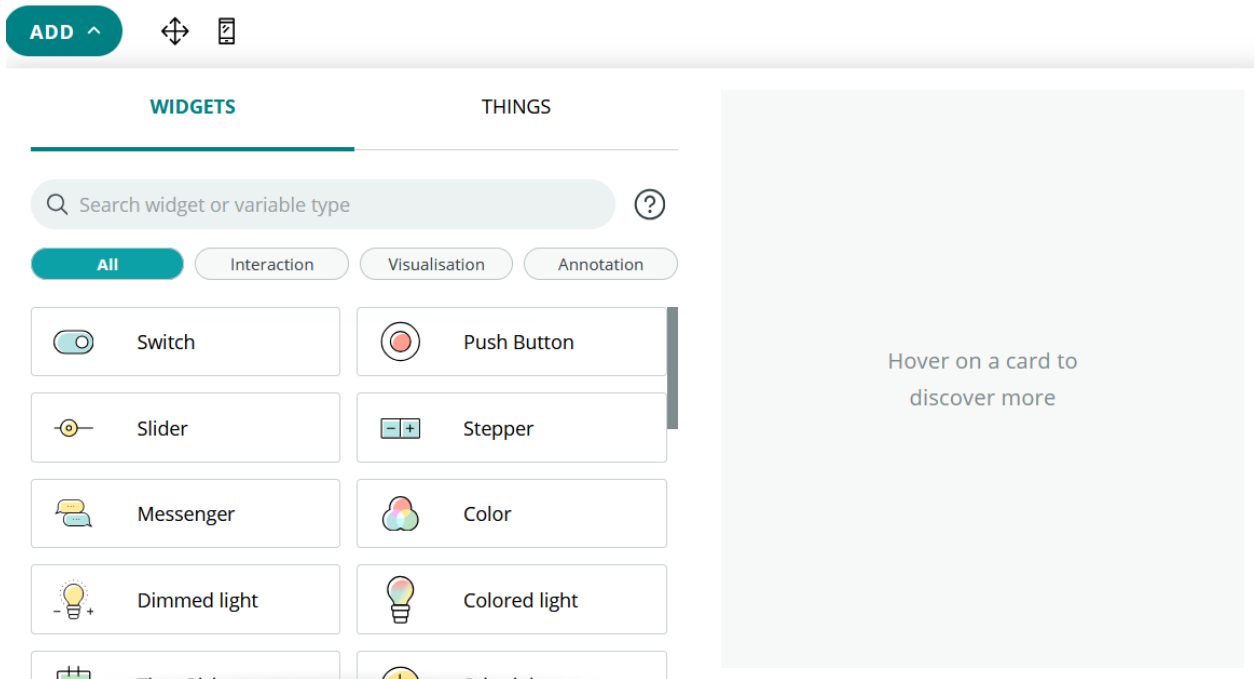 ADD
WIDGETS
THINGS
Search widget or variable type
All
Interaction
Visualisation
Annotation
Switch
Push Button
Slider
Stepper
Messenger
Color
Dimmed light
Colored light
Hover on a card to
discover more